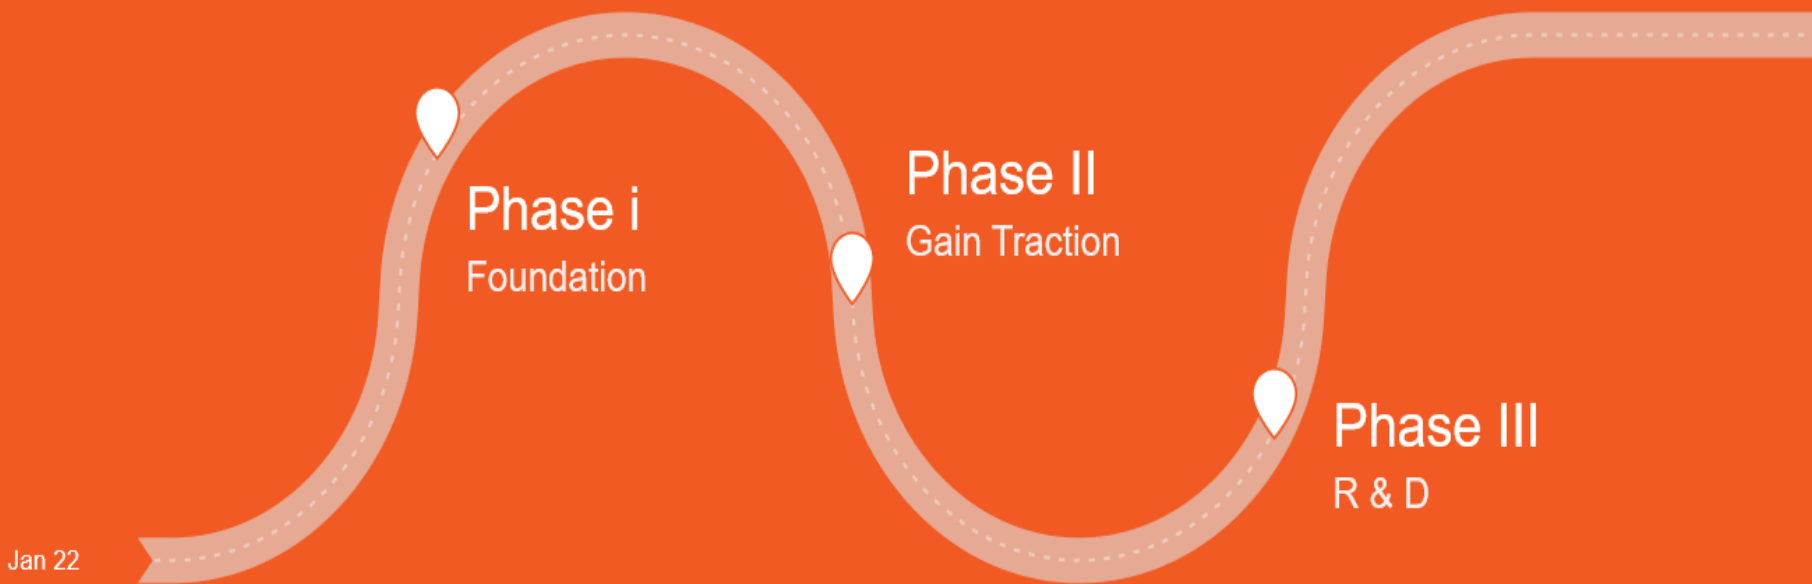 Phase i
Foundation
Phase II
Gain Traction
Phase III
R & D
Jan 22